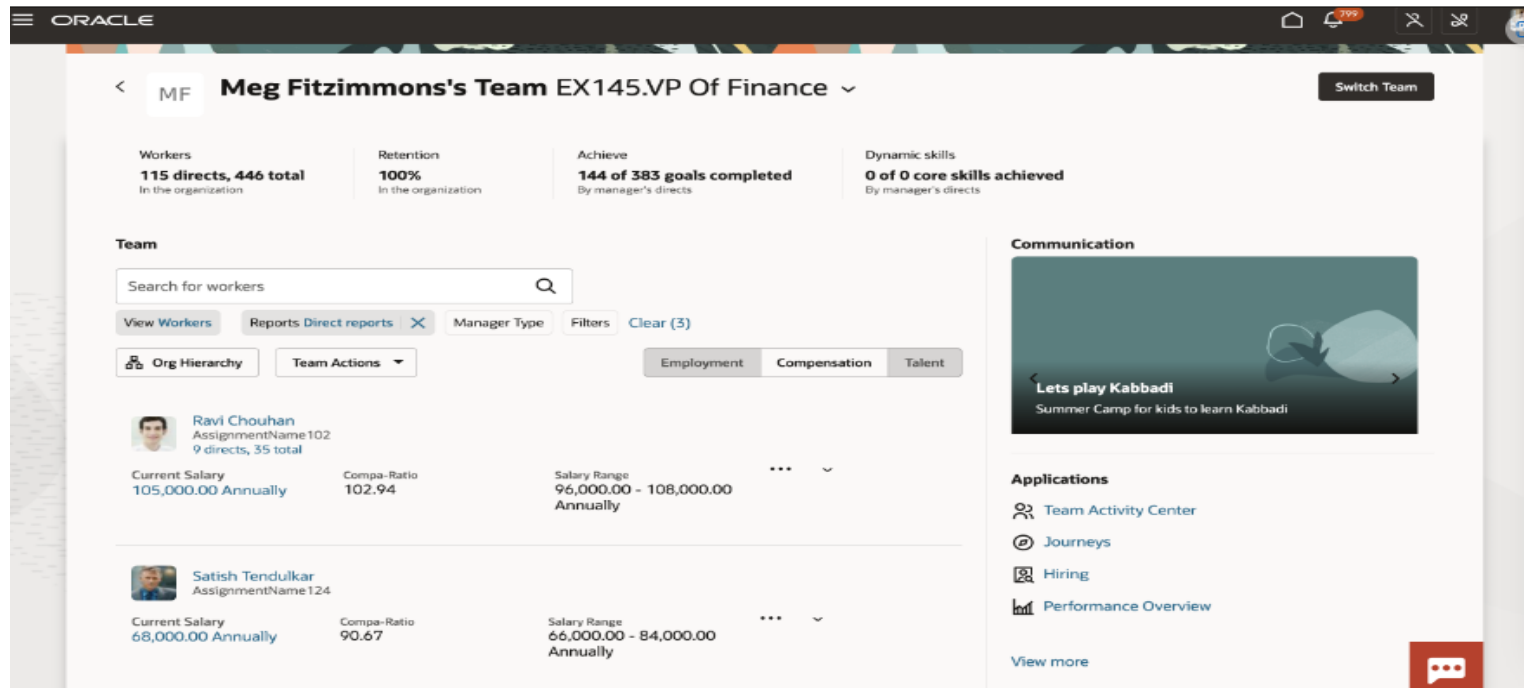 ORACLE
799
MF
Meg Fitzimmons's Team EX145.VP Of Finance
Switch Team
Workers
115 directs, 446 total
In the organization
Retention
100%
In the organization
Achieve
144 of 383 goals completed
By manager's directs
Dynamic skills
0 of 0 core skills achieved
By manager's directs
Team
Search for workers
View Workers
Reports Direct reports
Manager Type
Filters
Clear (3)
Org Hierarchy
Team Actions
Employment
Compensation
Talent
Ravi Chouhan
AssignmentName102
9 directs, 35 total
Current Salary
105,000.00 Annually
Compa-Ratio
102.94
Salary Range
96,000.00 - 108,000.00
Annually
Satish Tendulkar
AssignmentName124
Current Salary
68,000.00 Annually
Compa-Ratio
90.67
Salary Range
66,000.00 - 84,000.00
Annually
Communication
Lets play Kabbadi
Summer Camp for kids to learn Kabbadi
Applications
Team Activity Center
Journeys
Hiring
Performance Overview
View more